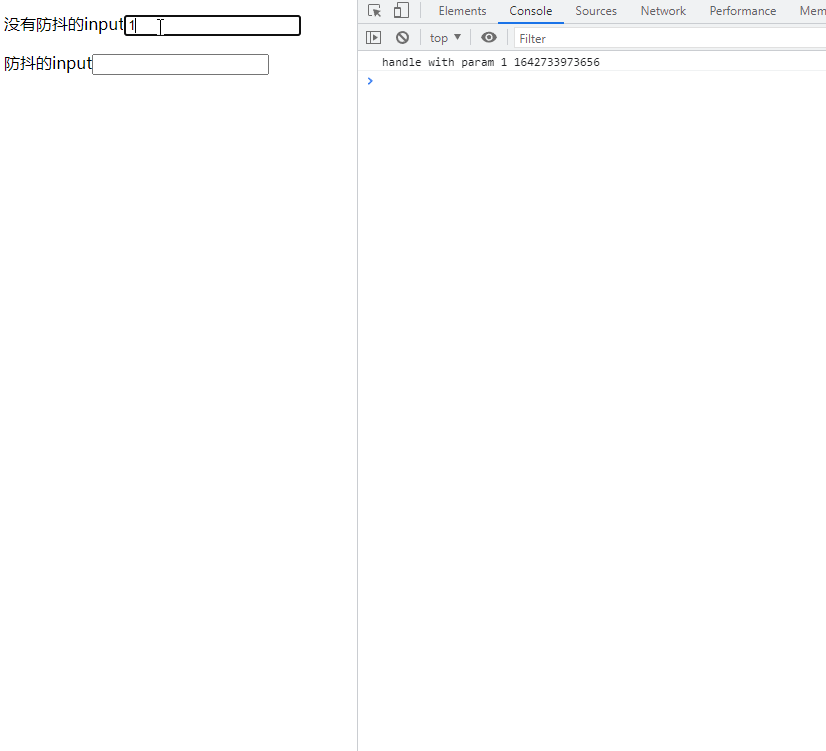 没有防抖的input 1
防抖的input
Elements Console Sources Network Performance Mem
top ▼ Filter
handle with param 1 1642733973656